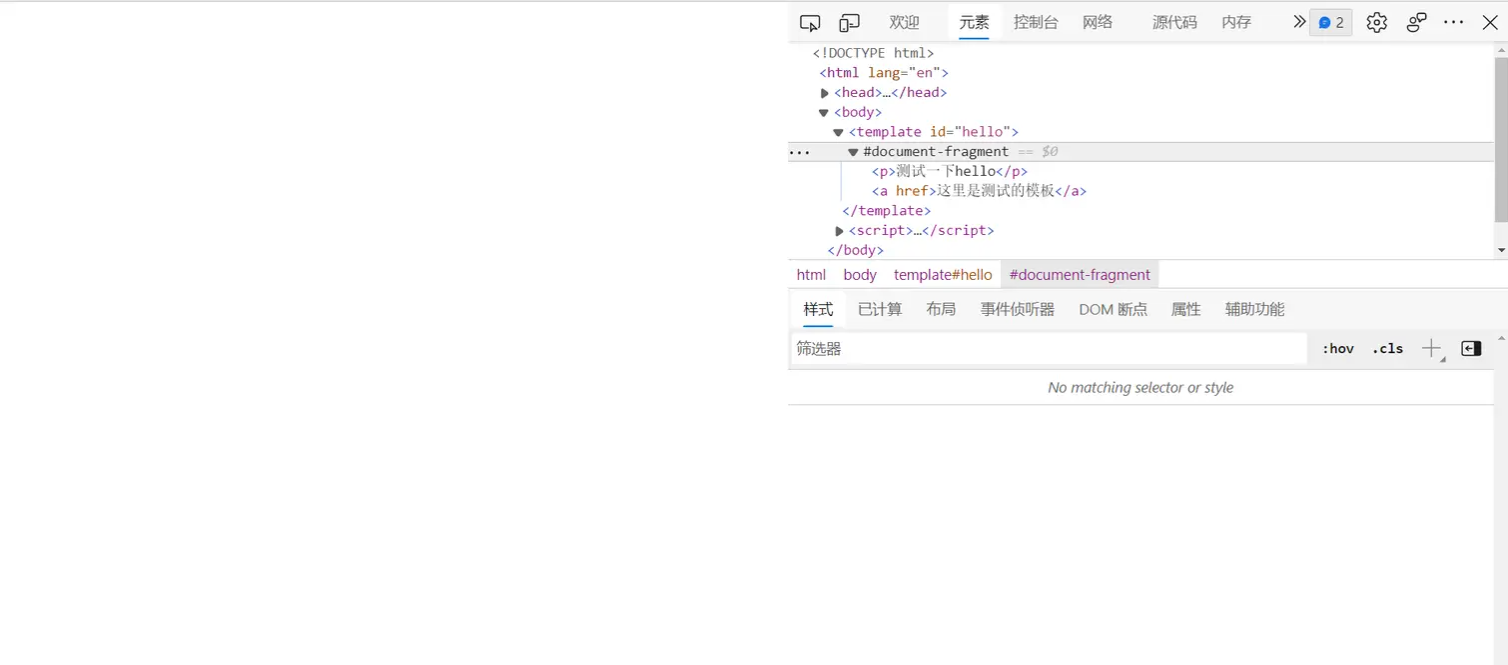 欢迎 元素 控制台 网络 源代码 内存 2
<!DOCTYPE html>
<html lang="en">
<head>…</head>
<body>
<template id="hello">
#document-fragment == $0
<p>测试一下hello</p>
<a href>这里是测试的模板</a>
</template>
<script>…</script>
</body>
html body template#hello #document-fragment
样式 已计算 布局 事件侦听器 DOM 断点 属性 辅助功能
筛选器 :hov .cls
No matching selector or style